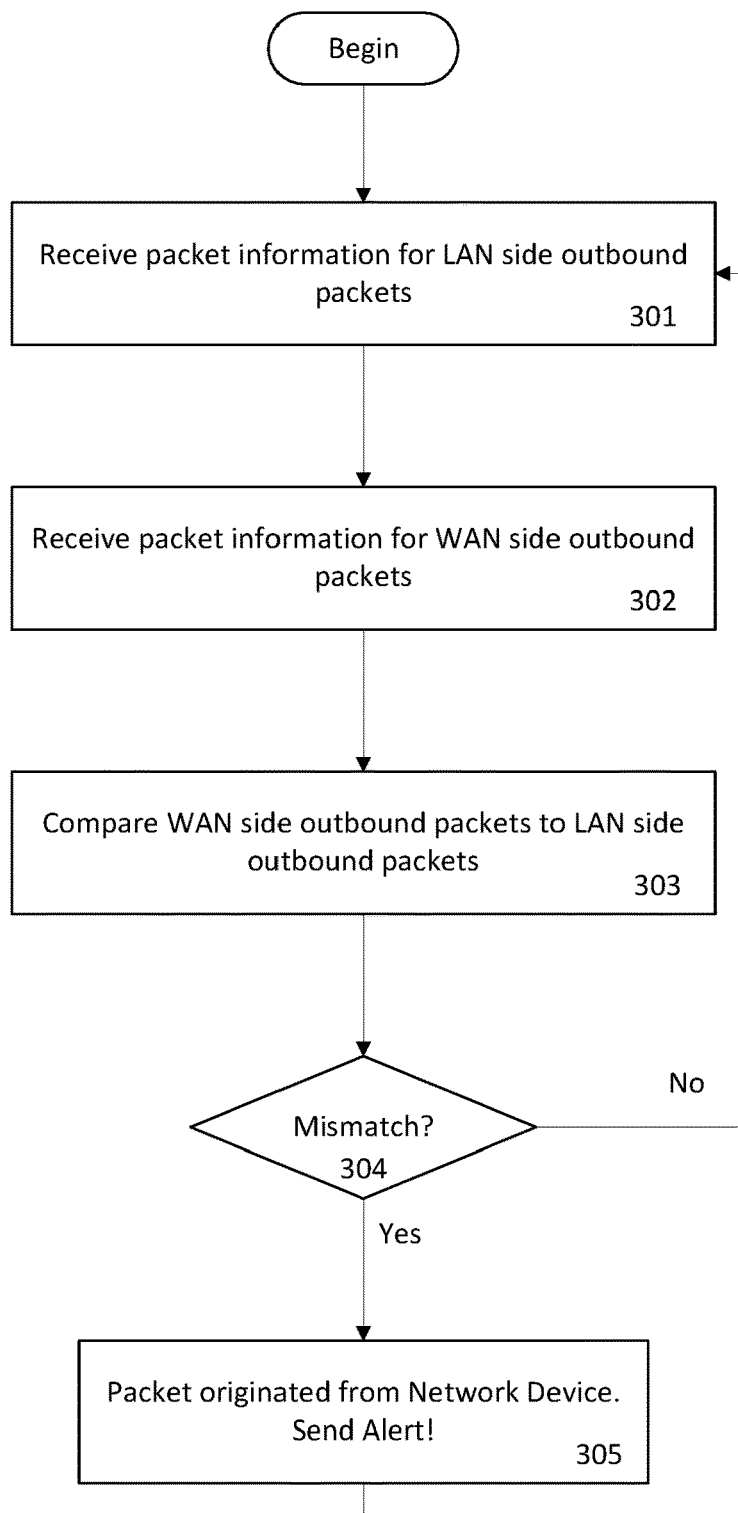 Begin
Receive packet information for LAN side outbound
packets
301
Receive packet information for WAN side outbound
packets
302
Compare WAN side outbound packets to LAN side
outbound packets
303
No
Mismatch?
304
Yes
Packet originated from Network Device.
Send Alert!
305